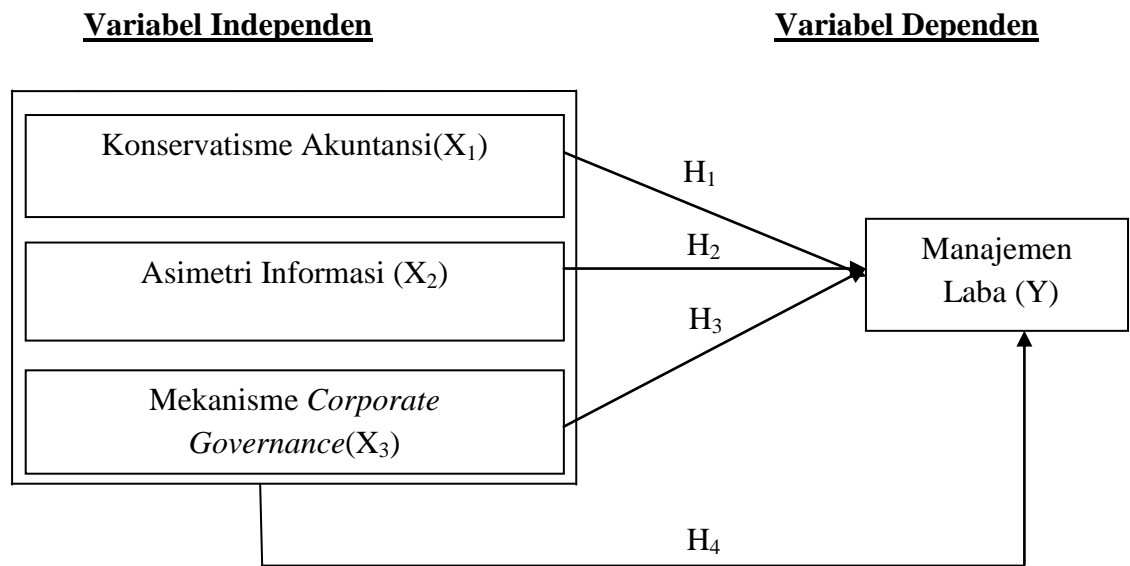 Variabel Independen
Variabel Dependen
Konservatisme Akuntansi(X₁)
H₁
Asimetri Informasi (X₂)
H₂
Manajemen
Laba (Y)
H₃
Mekanisme Corporate
Governance(X₃)
H₄